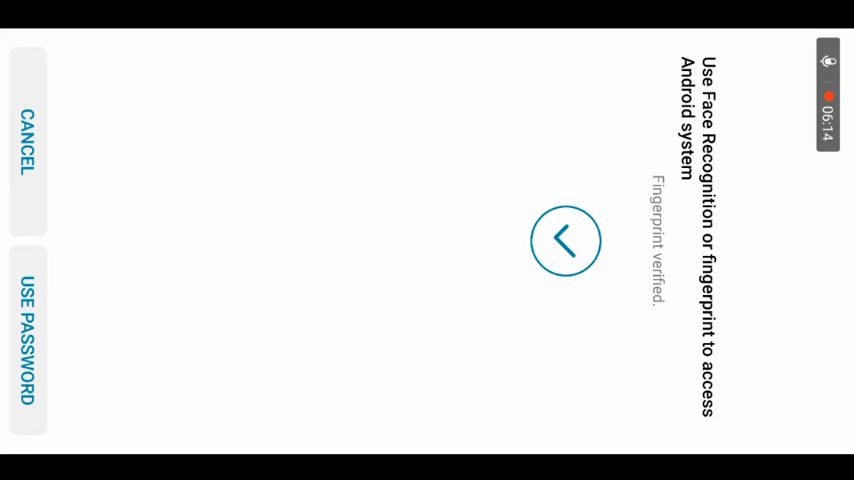 06:14
Use Face Recognition or fingerprint to access
Android system
Fingerprint verified.
CANCEL
USE PASSWORD